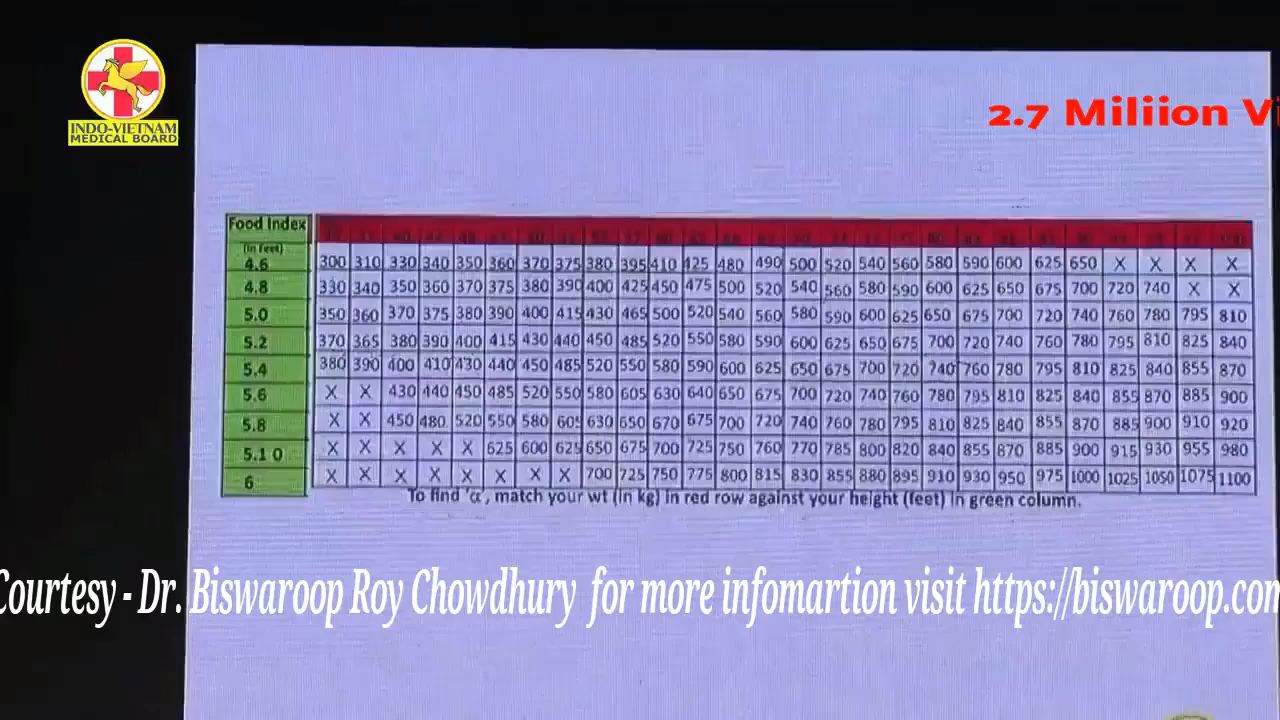 INDO-VIETNAM
MEDICAL BOARD
2.7 Miliion
Food Index
(In feet)
4.6 300 310 330 340 350 360 370 375 380 395 410 425 480 490 500 520 540 560 580 590 600 625 650 X X X X
4.8 330 340 350 360 370 375 380 390 400 425 450 475 500 520 540 560 580 590 600 625 650 675 700 720 740 X X
5.0 350 360 370 375 380 390 400 415 430 465 500 520 540 560 580 590 600 625 650 675 700 720 740 760 780 795 810
5.2 370 365 380 390 400 415 430 440 450 485 520 550 580 590 600 625 650 675 700 720 740 760 780 795 810 825 840
5.4 380 390 400 410 430 440 450 485 520 550 580 590 600 625 650 675 700 720 740 760 780 795 810 825 840 855 870
5.6 X X 430 440 450 485 520 550 580 605 630 640 650 675 700 720 740 760 780 795 810 825 840 855 870 885 900
5.8 X X 450 480 520 550 580 605 630 650 670 675 700 720 740 760 780 795 810 825 840 855 870 885 900 910 920
5.1 0 X X X X X 625 600 625 650 675 700 725 750 760 770 785 800 820 840 855 870 885 900 915 930 955 980
6 X X X X X X X X 700 725 750 775 800 815 830 855 880 895 910 930 950 975 1000 1025 1050 1075 1100
To find 'α', match your wt (in kg) in red row against your height (feet) in green column.
Courtesy - Dr. Biswaroop Roy Chowdhury for more infomartion visit https://biswaroop.com